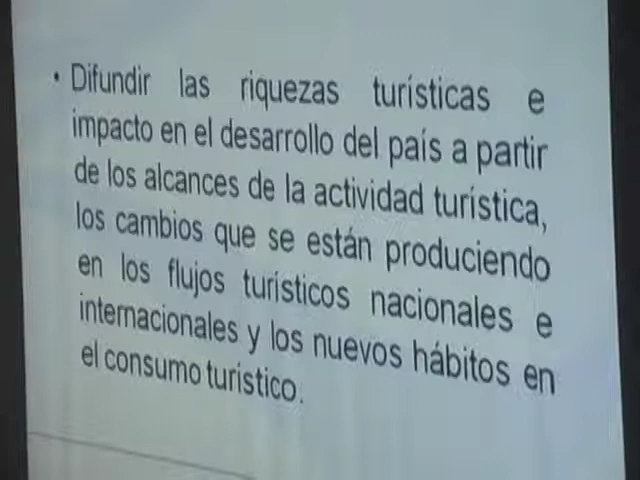 • Difundir las riquezas turísticas e
impacto en el desarrollo del país a partir
de los alcances de la actividad turística,
los cambios que se están produciendo
en los flujos turísticos nacionales e
internacionales y los nuevos hábitos en
el consumo turistico.